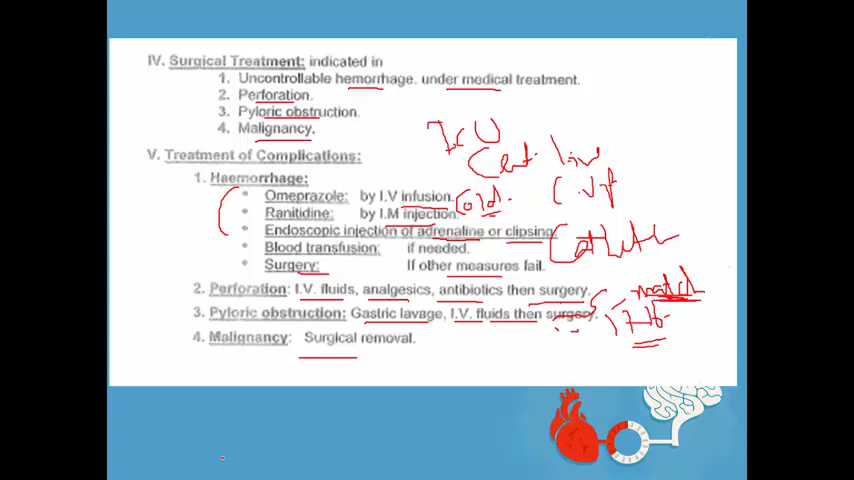 IV. Surgical Treatment: indicated in
1. Uncontrollable hemorrhage. under medical treatment.
2. Perforation.
3. Pyloric obstruction.
4. Malignancy.
ICU
Cent. line
V. Treatment of Complications:
1. Haemorrhage:
C.V.P
• Omeprazole: by I.V infusion.
Cold.
• Ranitidine: by I.M injection.
• Endoscopic injection of adrenaline or clipsing.
Catheter
• Blood transfusion: if needed.
• Surgery: If other measures fail.
2. Perforation: I.V. fluids, analgesics, antibiotics then surgery.
match
3. Pyloric obstruction: Gastric lavage, I.V. fluids then surgery.
4. Malignancy: Surgical removal.